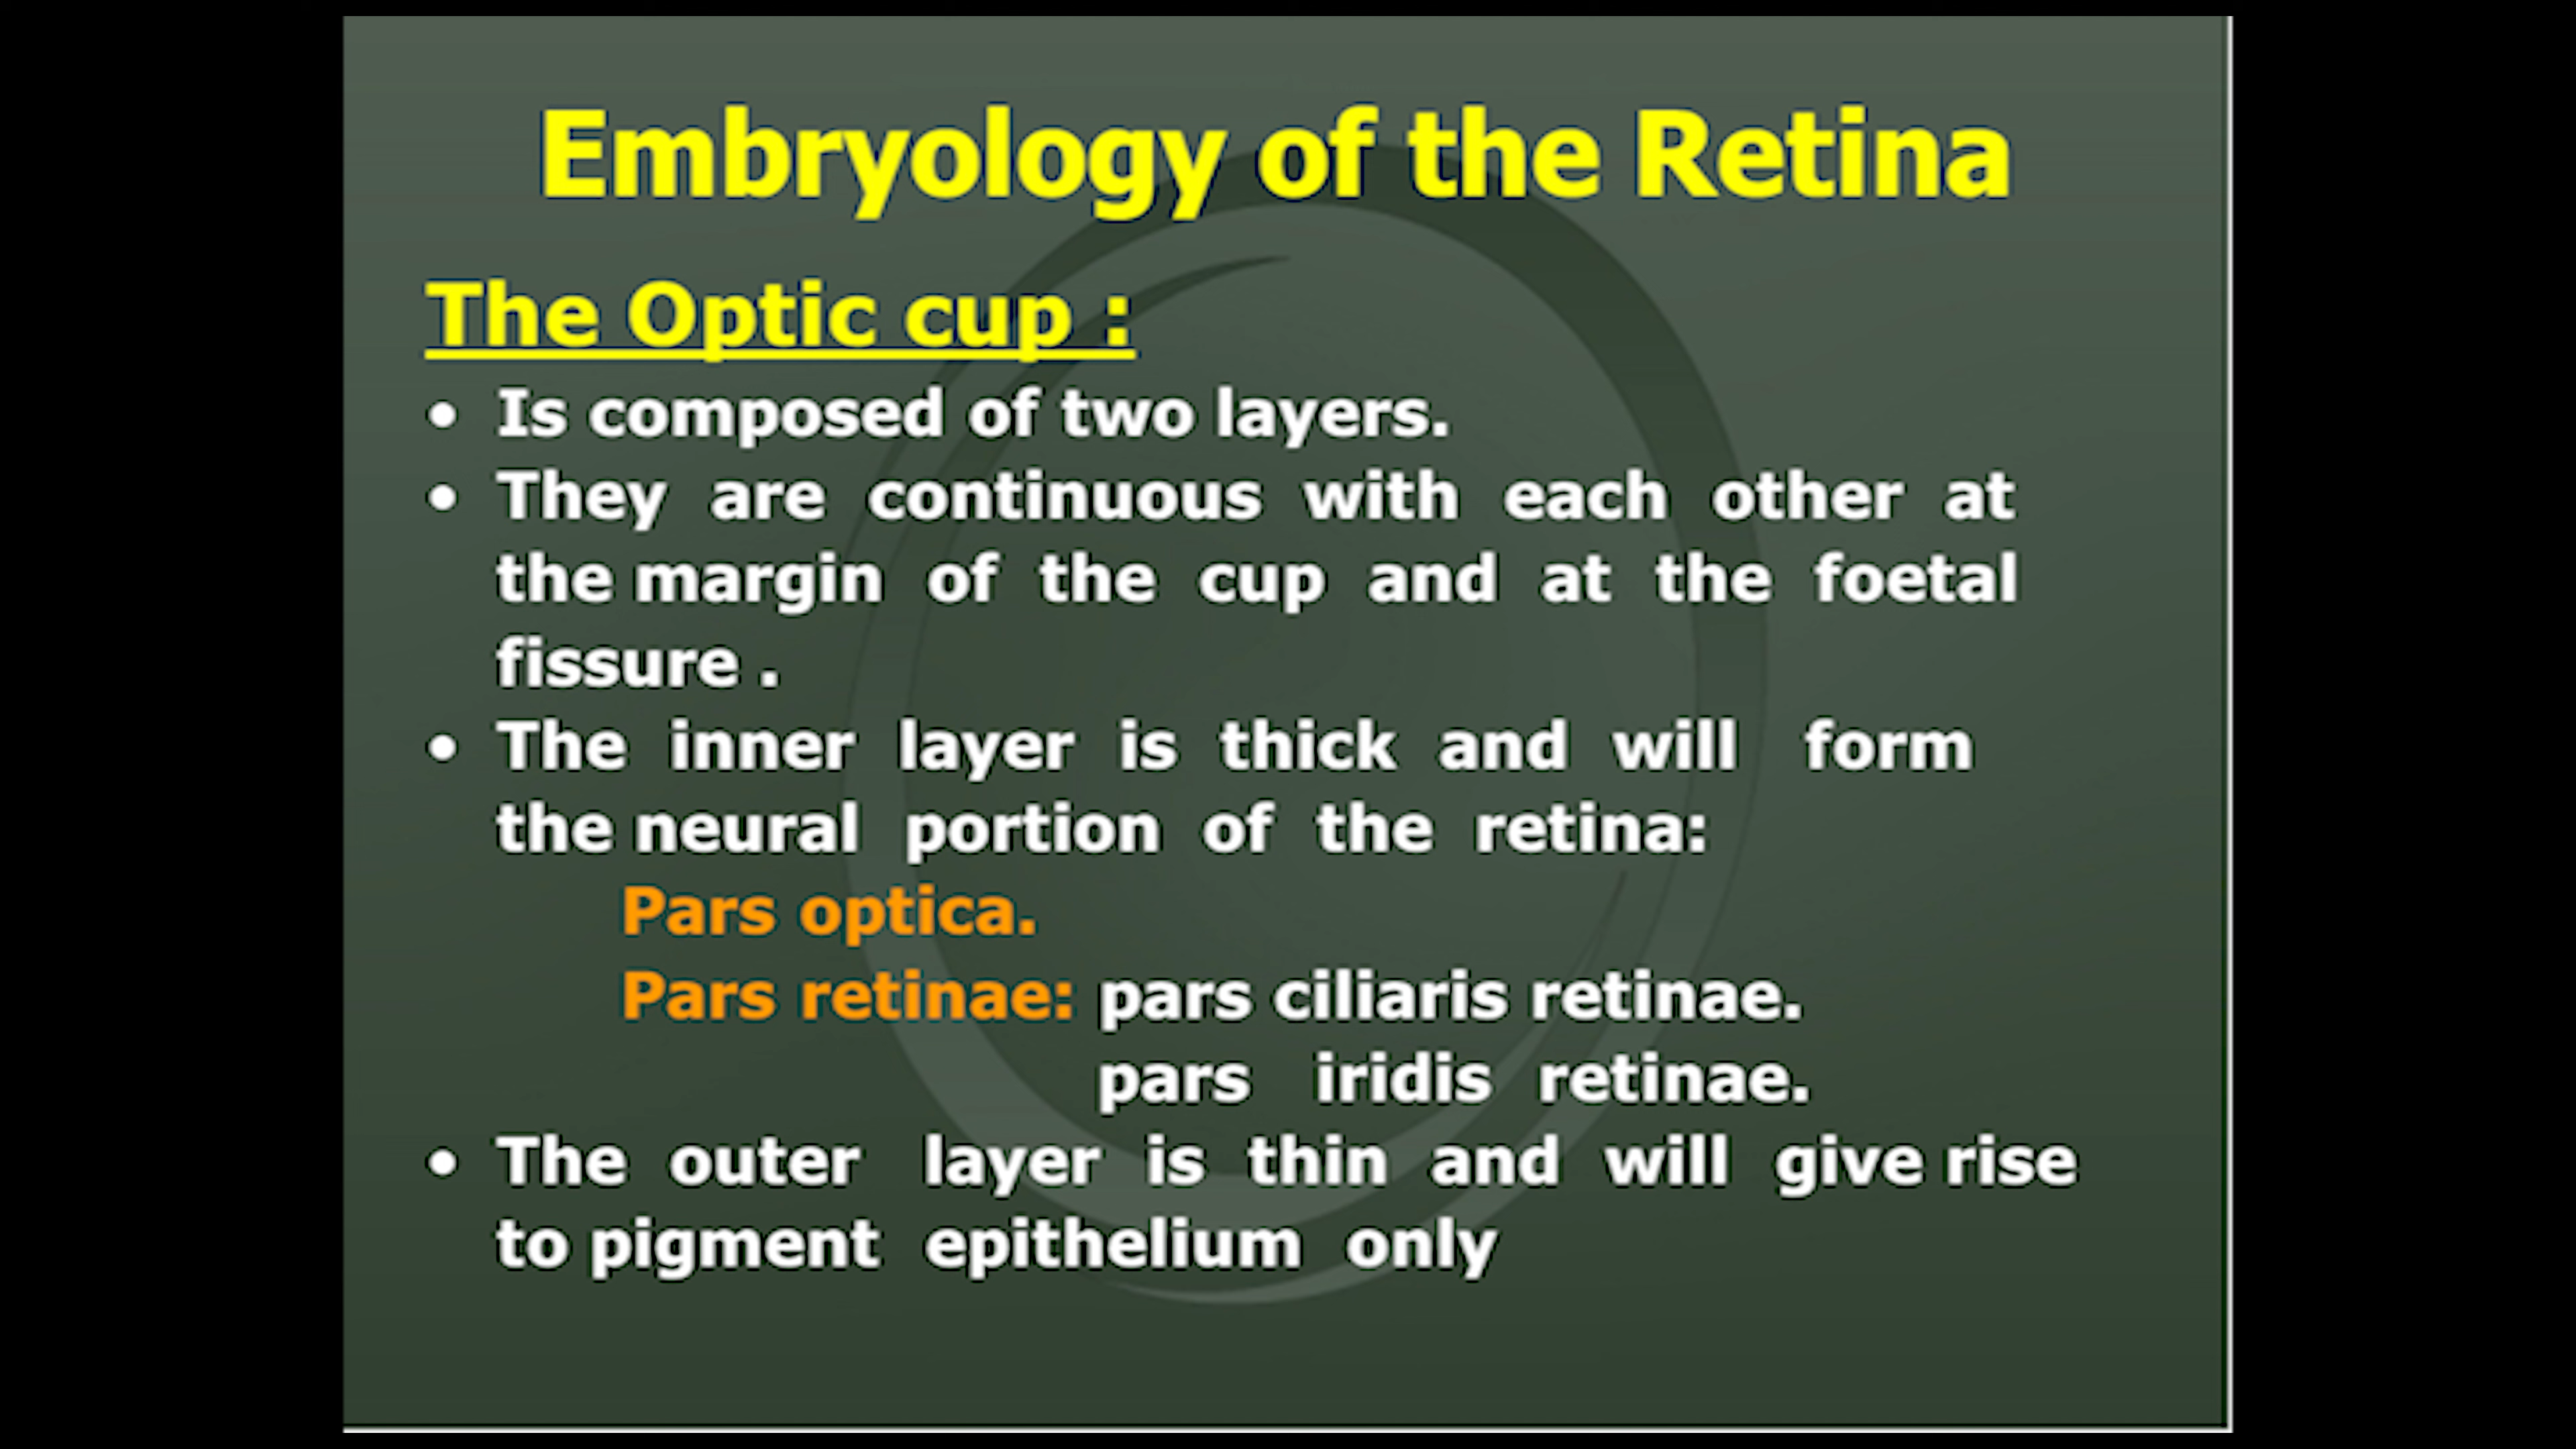 Embryology of the Retina
The Optic cup :
• Is composed of two layers.
• They are continuous with each other at
the margin of the cup and at the foetal
fissure .
• The inner layer is thick and will form
the neural portion of the retina:
Pars optica.
Pars retinae: pars ciliaris retinae.
pars iridis retinae.
• The outer layer is thin and will give rise
to pigment epithelium only